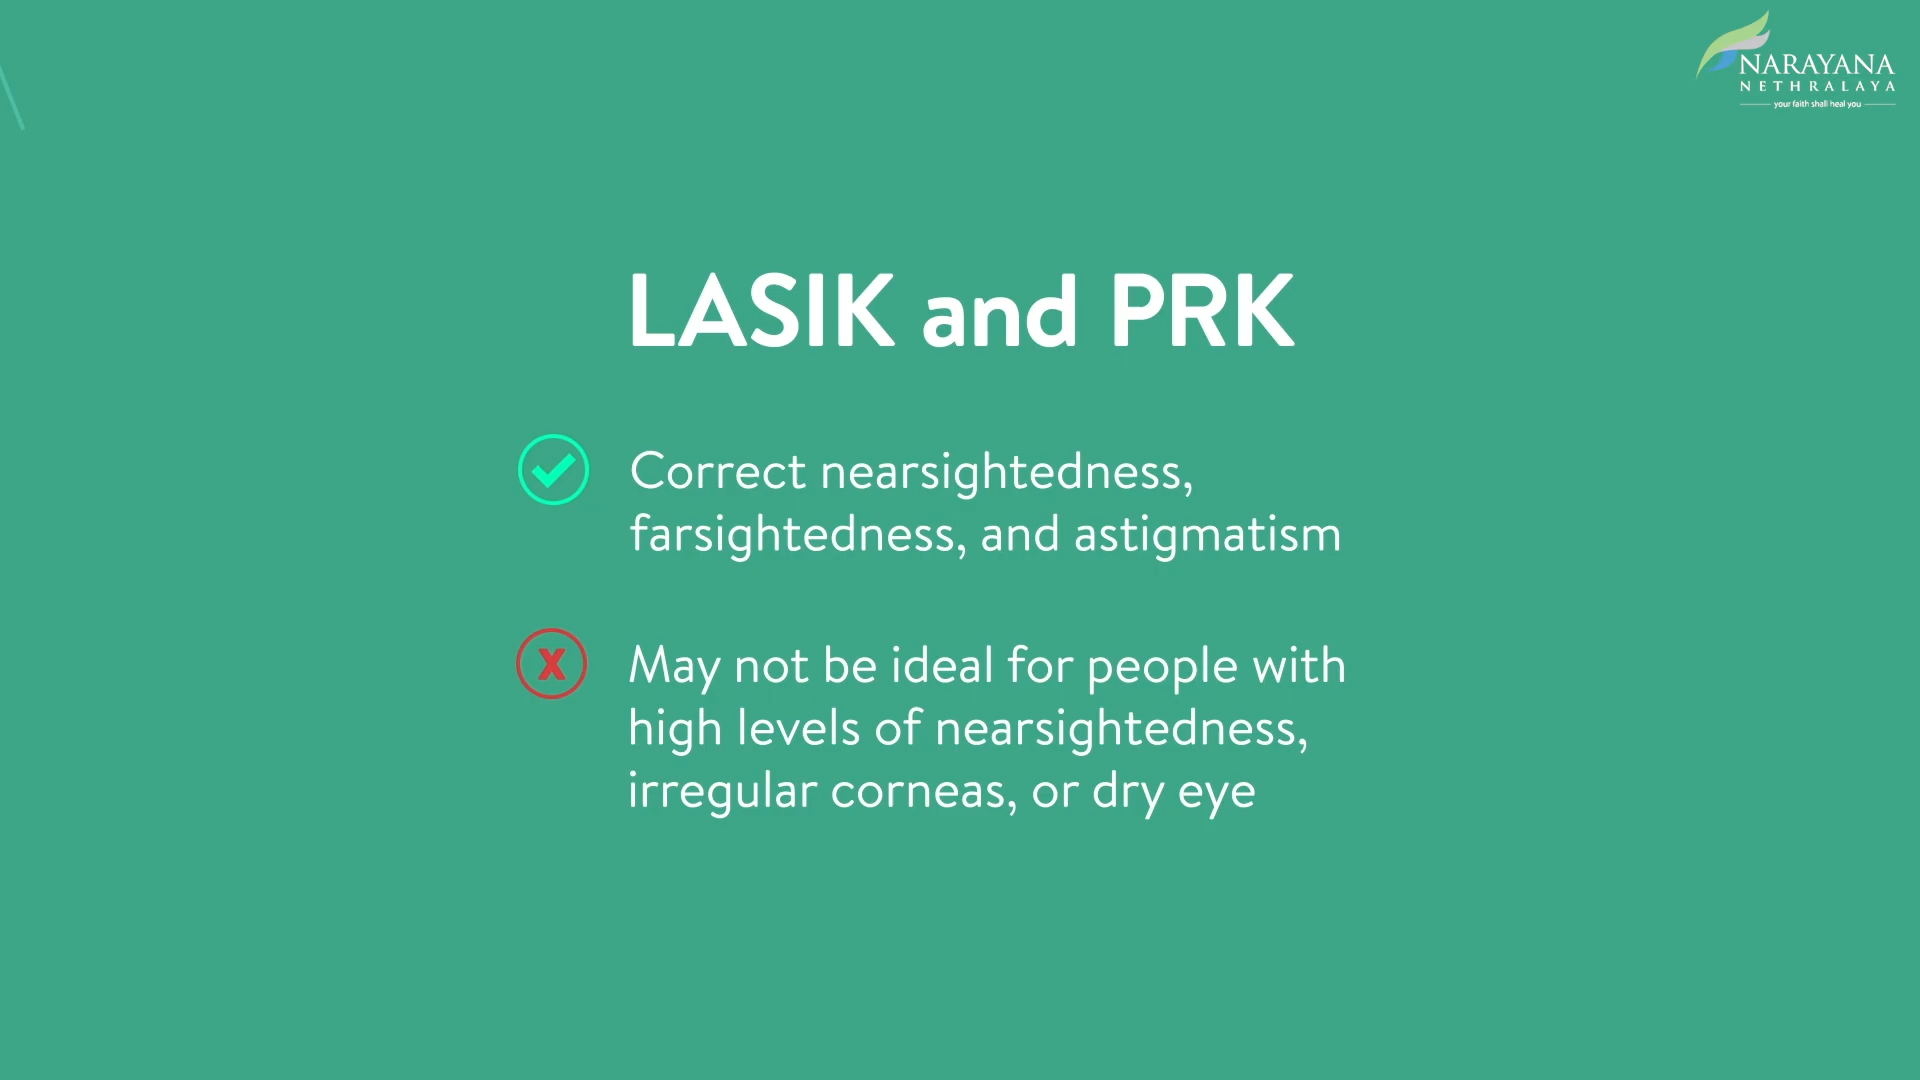 NARAYANA
NETHRALAYA
your faith shall heal you
LASIK and PRK
Correct nearsightedness,
farsightedness, and astigmatism
X May not be ideal for people with
high levels of nearsightedness,
irregular corneas, or dry eye